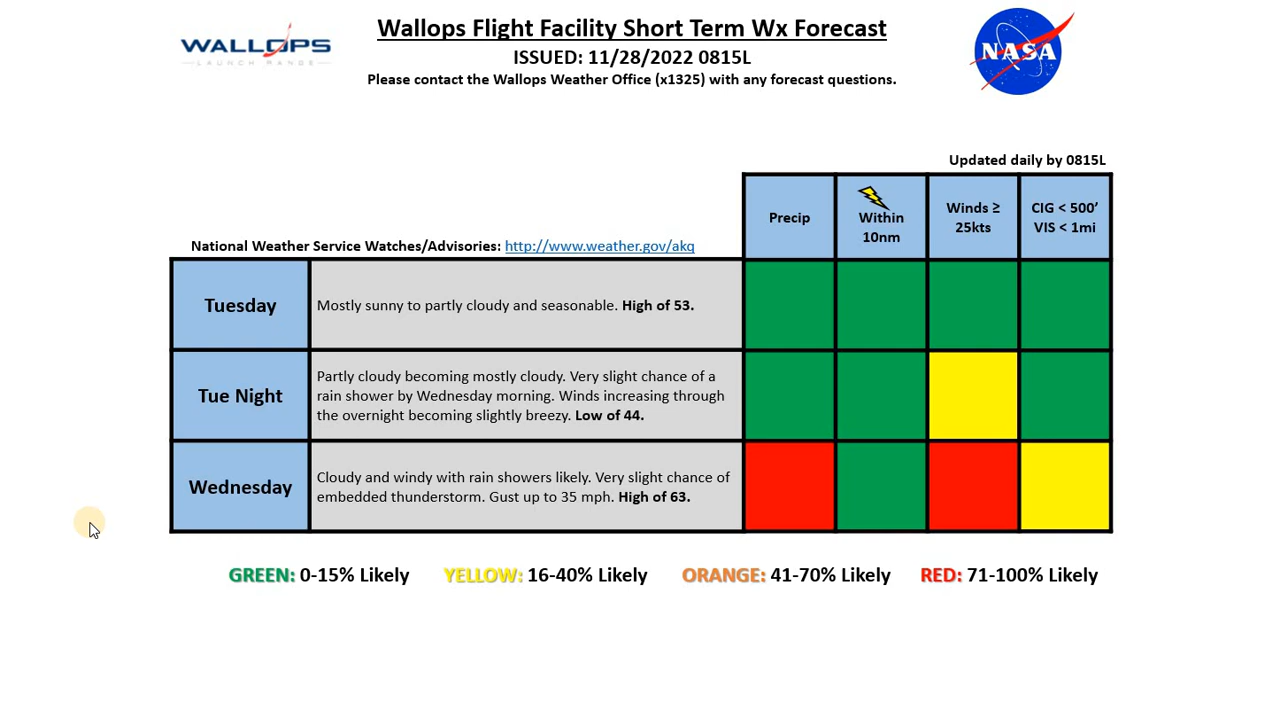 WALLOPS
LAUNCH RANGE
Wallops Flight Facility Short Term Wx Forecast
ISSUED: 11/28/2022 0815L
Please contact the Wallops Weather Office (x1325) with any forecast questions.
NASA
Updated daily by 0815L
National Weather Service Watches/Advisories: http://www.weather.gov/akq
Precip
Within
10nm
Winds ≥
25kts
CIG < 500’
VIS < 1mi
Tuesday
Mostly sunny to partly cloudy and seasonable. High of 53.
Tue Night
Partly cloudy becoming mostly cloudy. Very slight chance of a
rain shower by Wednesday morning. Winds increasing through
the overnight becoming slightly breezy. Low of 44.
Wednesday
Cloudy and windy with rain showers likely. Very slight chance of
embedded thunderstorm. Gust up to 35 mph. High of 63.
GREEN: 0-15% Likely YELLOW: 16-40% Likely ORANGE: 41-70% Likely RED: 71-100% Likely